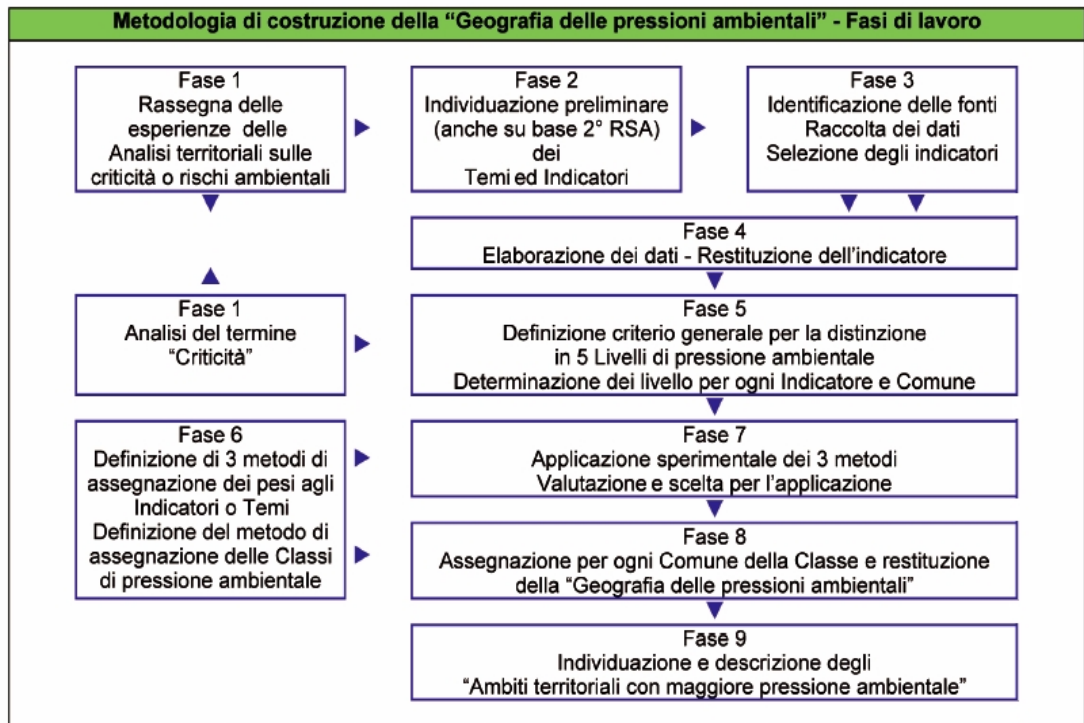 Metodologia di costruzione della “Geografia delle pressioni ambientali” - Fasi di lavoro
Fase 1
Rassegna delle
esperienze delle
Analisi territoriali sulle
criticità o rischi ambientali
Fase 2
Individuazione preliminare
(anche su base 2° RSA)
dei
Temi ed Indicatori
Fase 3
Identificazione delle fonti
Raccolta dei dati
Selezione degli indicatori
Fase 4
Elaborazione dei dati - Restituzione dell’indicatore
Fase 1
Analisi del termine
“Criticità”
Fase 5
Definizione criterio generale per la distinzione
in 5 Livelli di pressione ambientale
Determinazione dei livello per ogni Indicatore e Comune
Fase 6
Definizione di 3 metodi di
assegnazione dei pesi agli
Indicatori o Temi
Definizione del metodo di
assegnazione delle Classi
di pressione ambientale
Fase 7
Applicazione sperimentale dei 3 metodi
Valutazione e scelta per l’applicazione
Fase 8
Assegnazione per ogni Comune della Classe e restituzione
della “Geografia delle pressioni ambientali”
Fase 9
Individuazione e descrizione degli
“Ambiti territoriali con maggiore pressione ambientale”